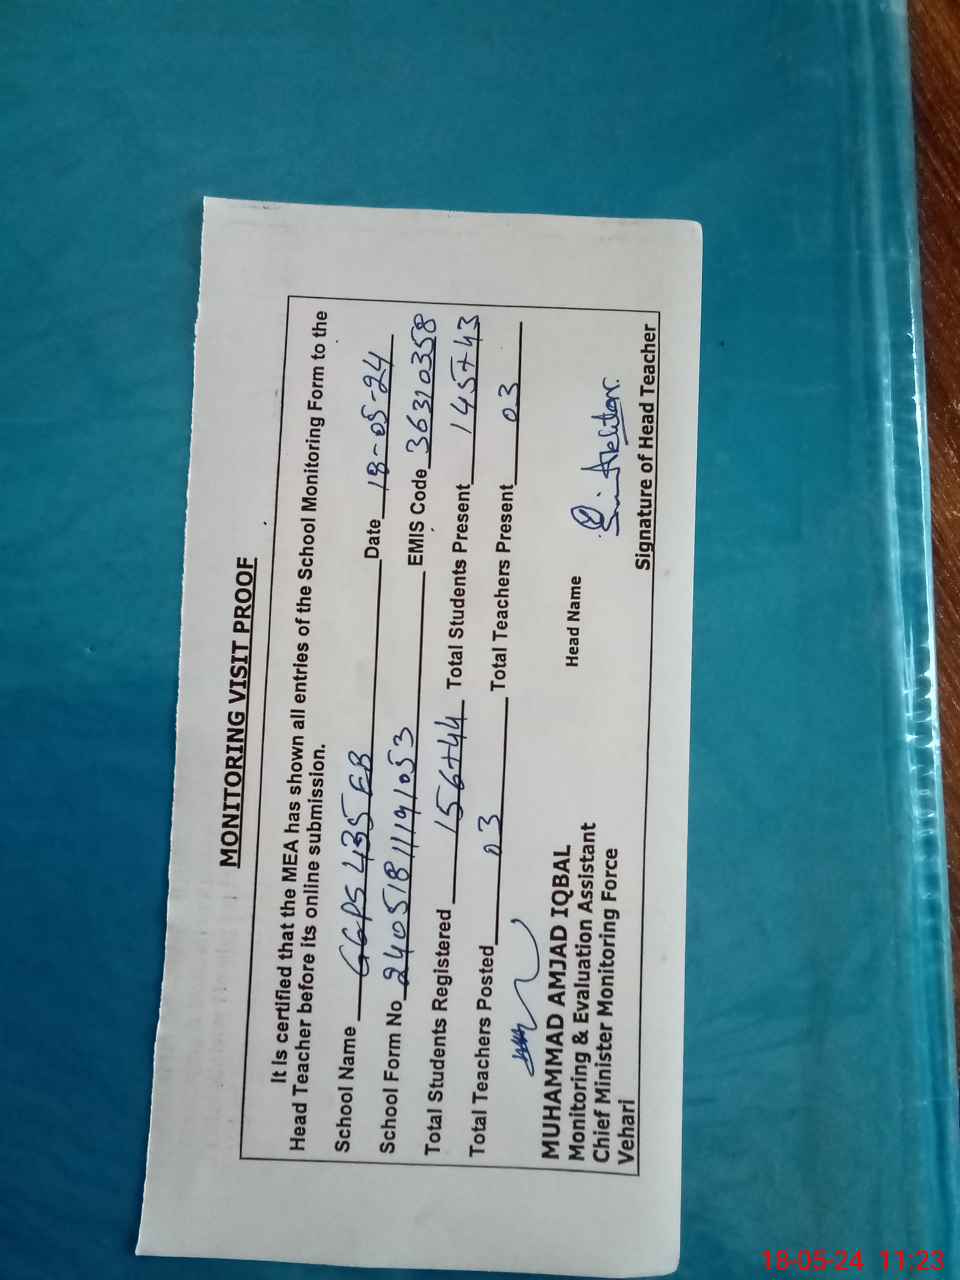 MONITORING VISIT PROOF
It Is certified that the MEA has shown all entries of the School Monitoring Form to the
Head Teacher before its online submission.
School Name GGPS 435 EB Date 18-05-24
School Form No 240518111911053 EMIS Code 36310358
Total Students Registered 156+44 Total Students Present 145+43
Total Teachers Posted 03 Total Teachers Present 03
MUHAMMAD AMJAD IQBAL
Monitoring & Evaluation Assistant
Chief Minister Monitoring Force
Vehari
Head Name
Akhtar.
Signature of Head Teacher
18-05-24 11:23